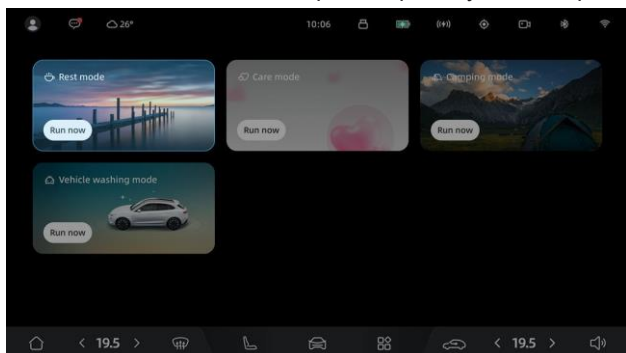 26°
10:06
Rest mode
Run now
Care mode
Run now
Camping mode
Run now
Vehicle washing mode
Run now
19.5
19.5